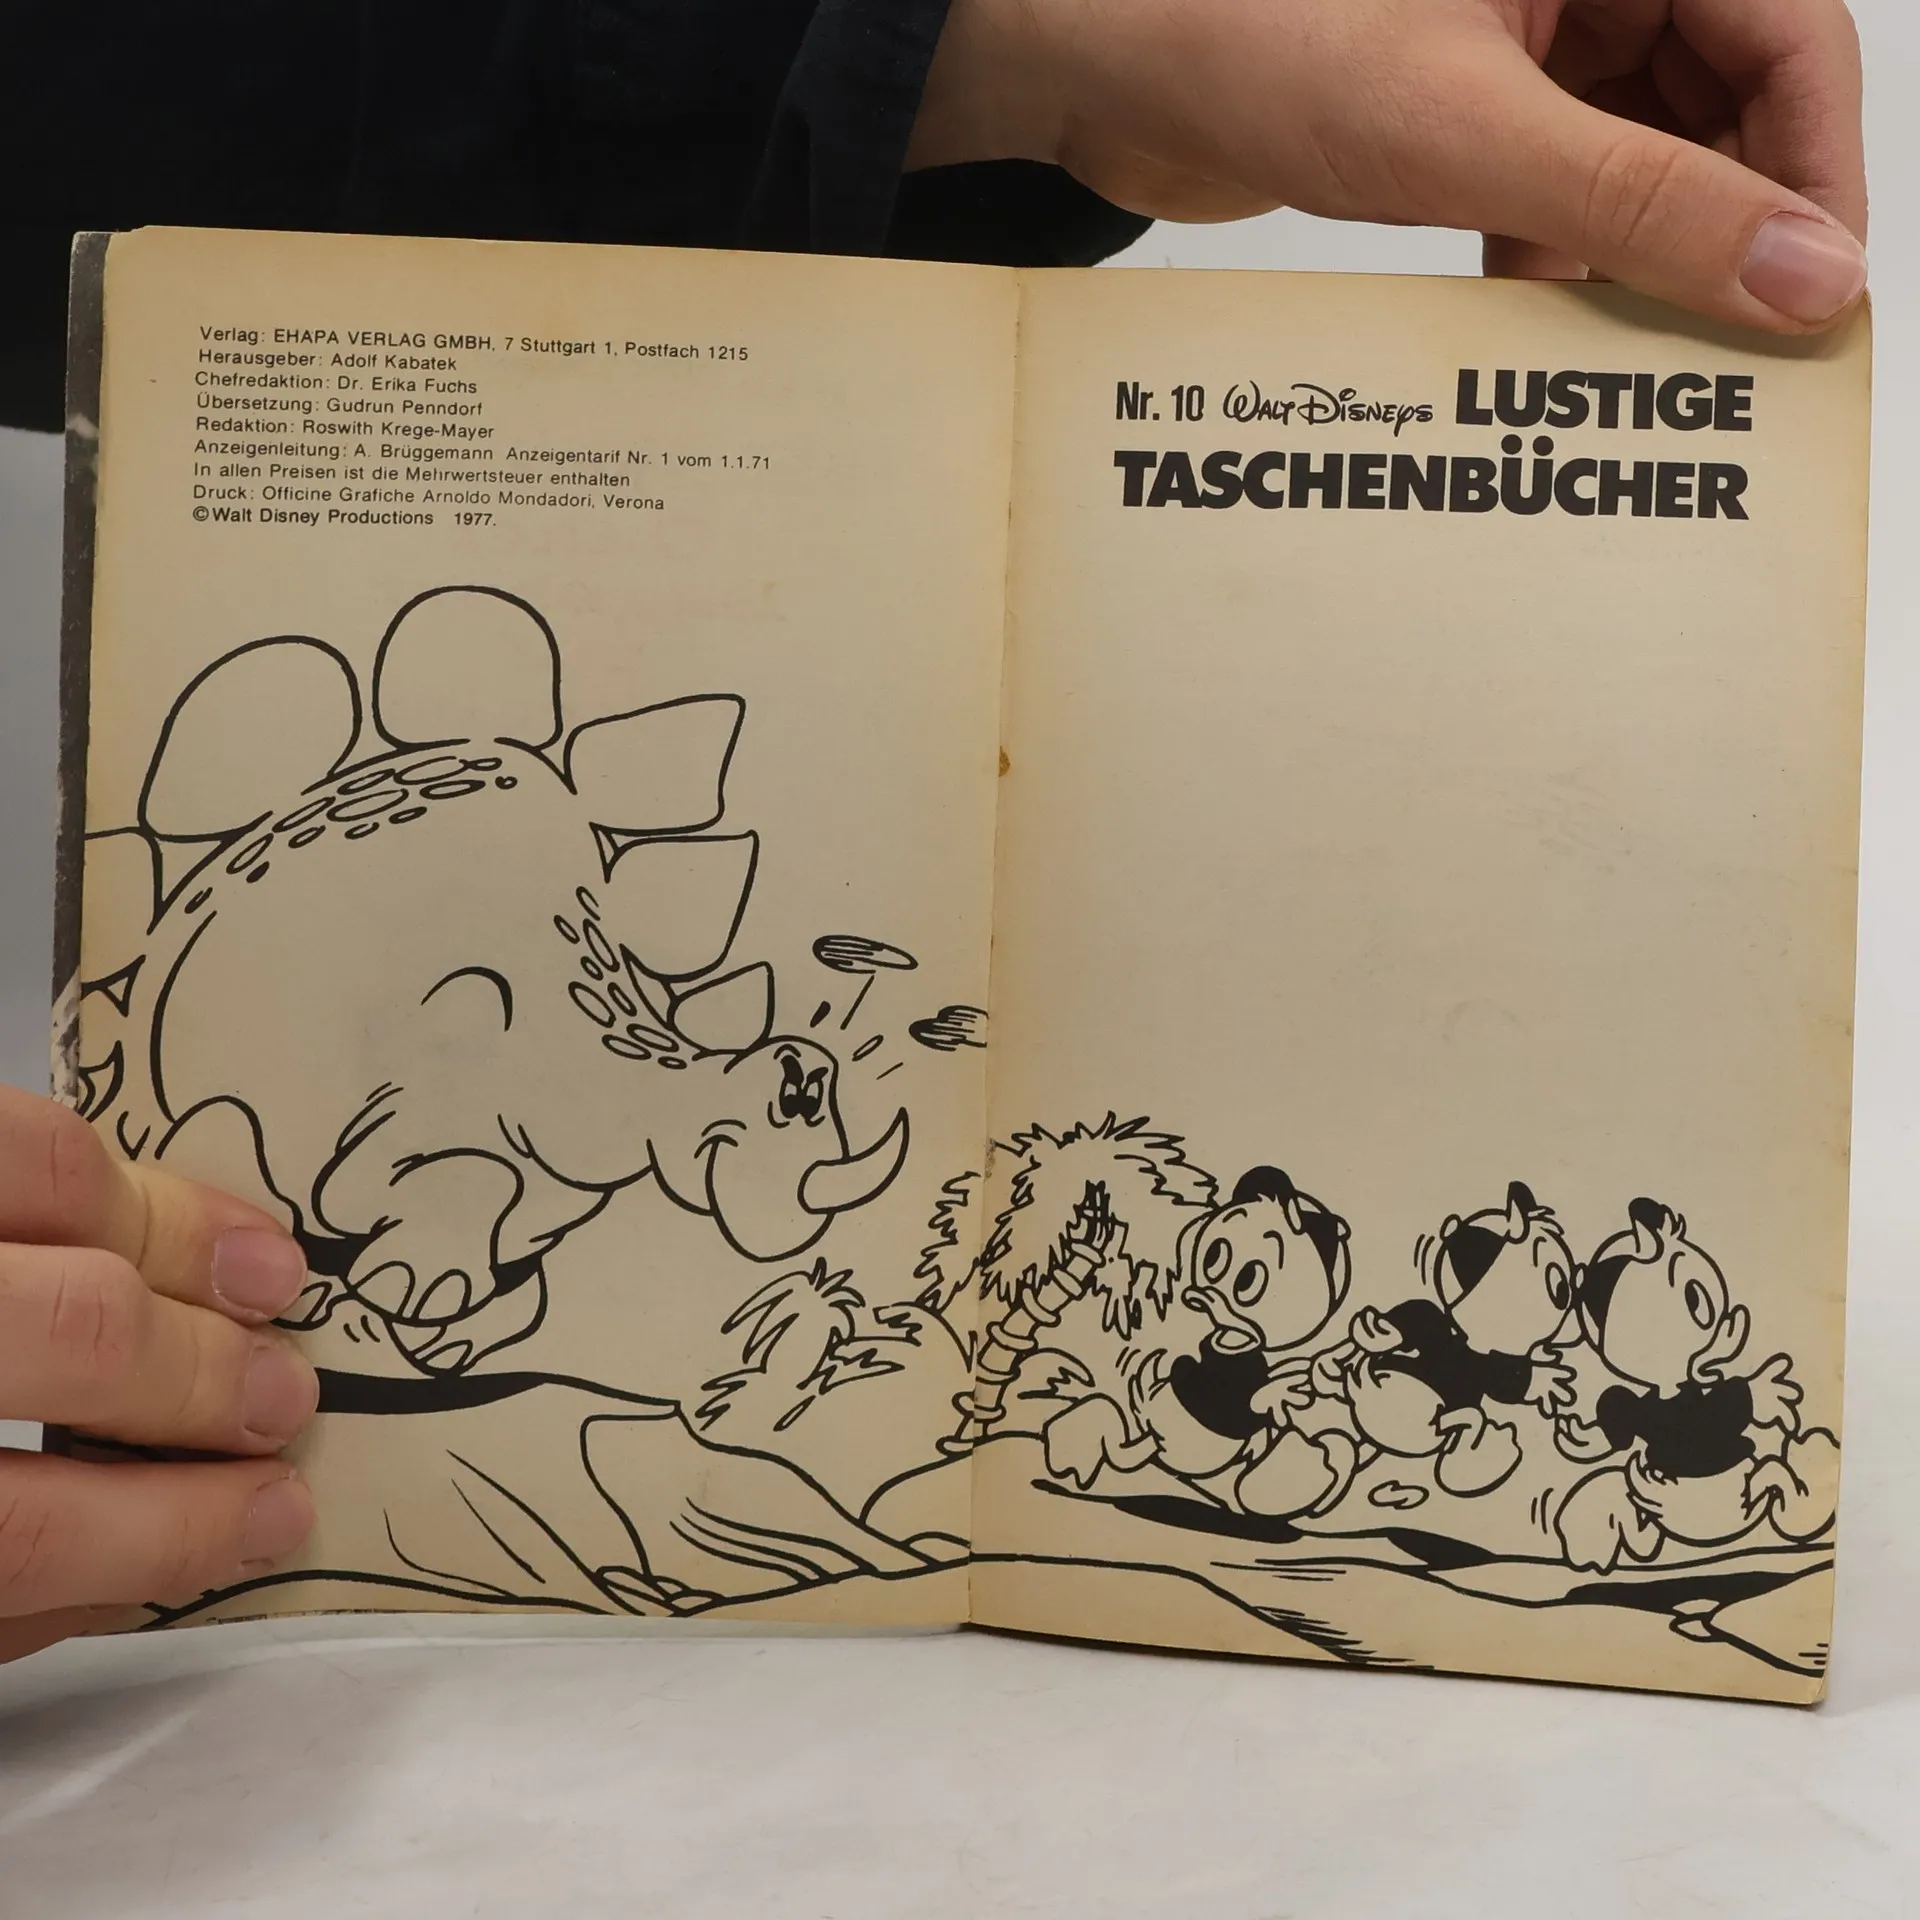 Verlag: EHAPA VERLAG GMBH, 7 Stuttgart 1, Postfach 1215
Herausgeber: Adolf Kabatek
Chefredaktion: Dr. Erika Fuchs
Übersetzung: Gudrun Penndorf
Redaktion: Roswith Krege-Mayer
Anzeigenleitung: A. Brüggemann Anzeigentarif Nr. 1 vom 1.1.71
In allen Preisen ist die Mehrwertsteuer enthalten
Druck: Officine Grafiche Arnoldo Mondadori, Verona
©Walt Disney Productions 1977.
Nr. 10 WALT DISNEYS LUSTIGE
TASCHENBÜCHER